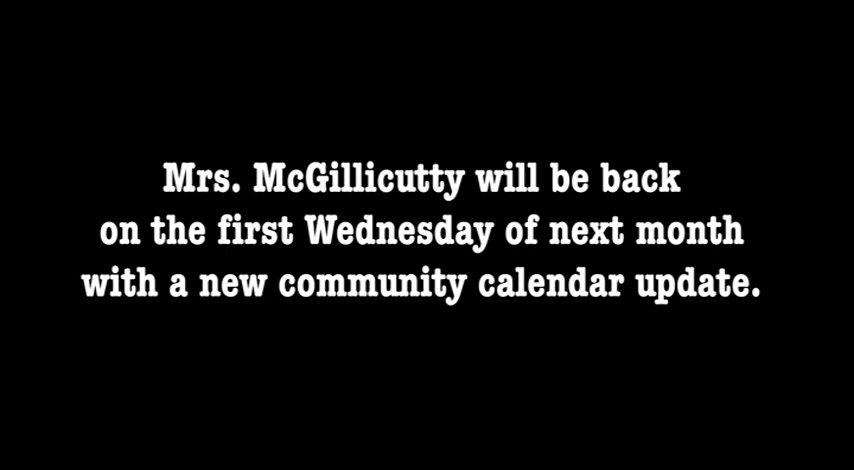 Mrs. McGillicutty will be back
on the first Wednesday of next month
with a new community calendar update.